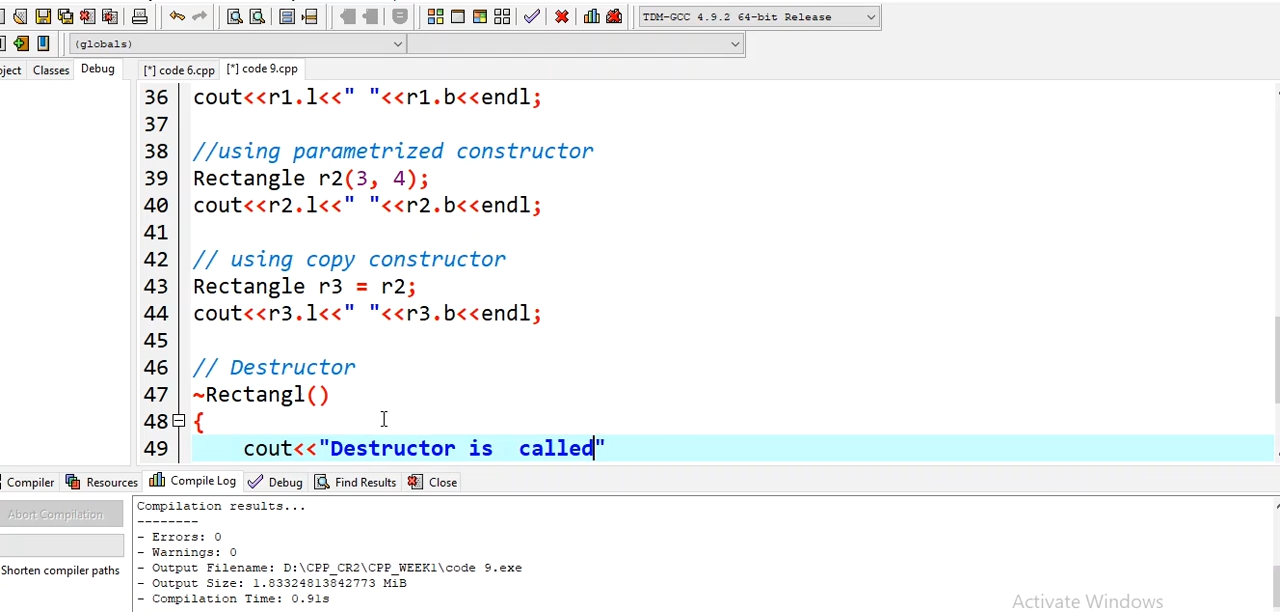 TDM-GCC 4.9.2 64-bit Release
(globals)
ject Classes Debug
[*] code 6.cpp [*] code 9.cpp
36 cout<<r1.l<<" "<<r1.b<<endl;
37
38 //using parametrized constructor
39 Rectangle r2(3, 4);
40 cout<<r2.l<<" "<<r2.b<<endl;
41
42 // using copy constructor
43 Rectangle r3 = r2;
44 cout<<r3.l<<" "<<r3.b<<endl;
45
46 // Destructor
47 ~Rectangl()
48 {
49 cout<<"Destructor is  called"
Compiler Resources Compile Log Debug Find Results Close
Abort Compilation
Shorten compiler paths
Compilation results...
--------
- Errors: 0
- Warnings: 0
- Output Filename: D:\CPP_CR2\CPP_WEEK1\code 9.exe
- Output Size: 1.83324813842773 MiB
- Compilation Time: 0.91s
Activate Windows